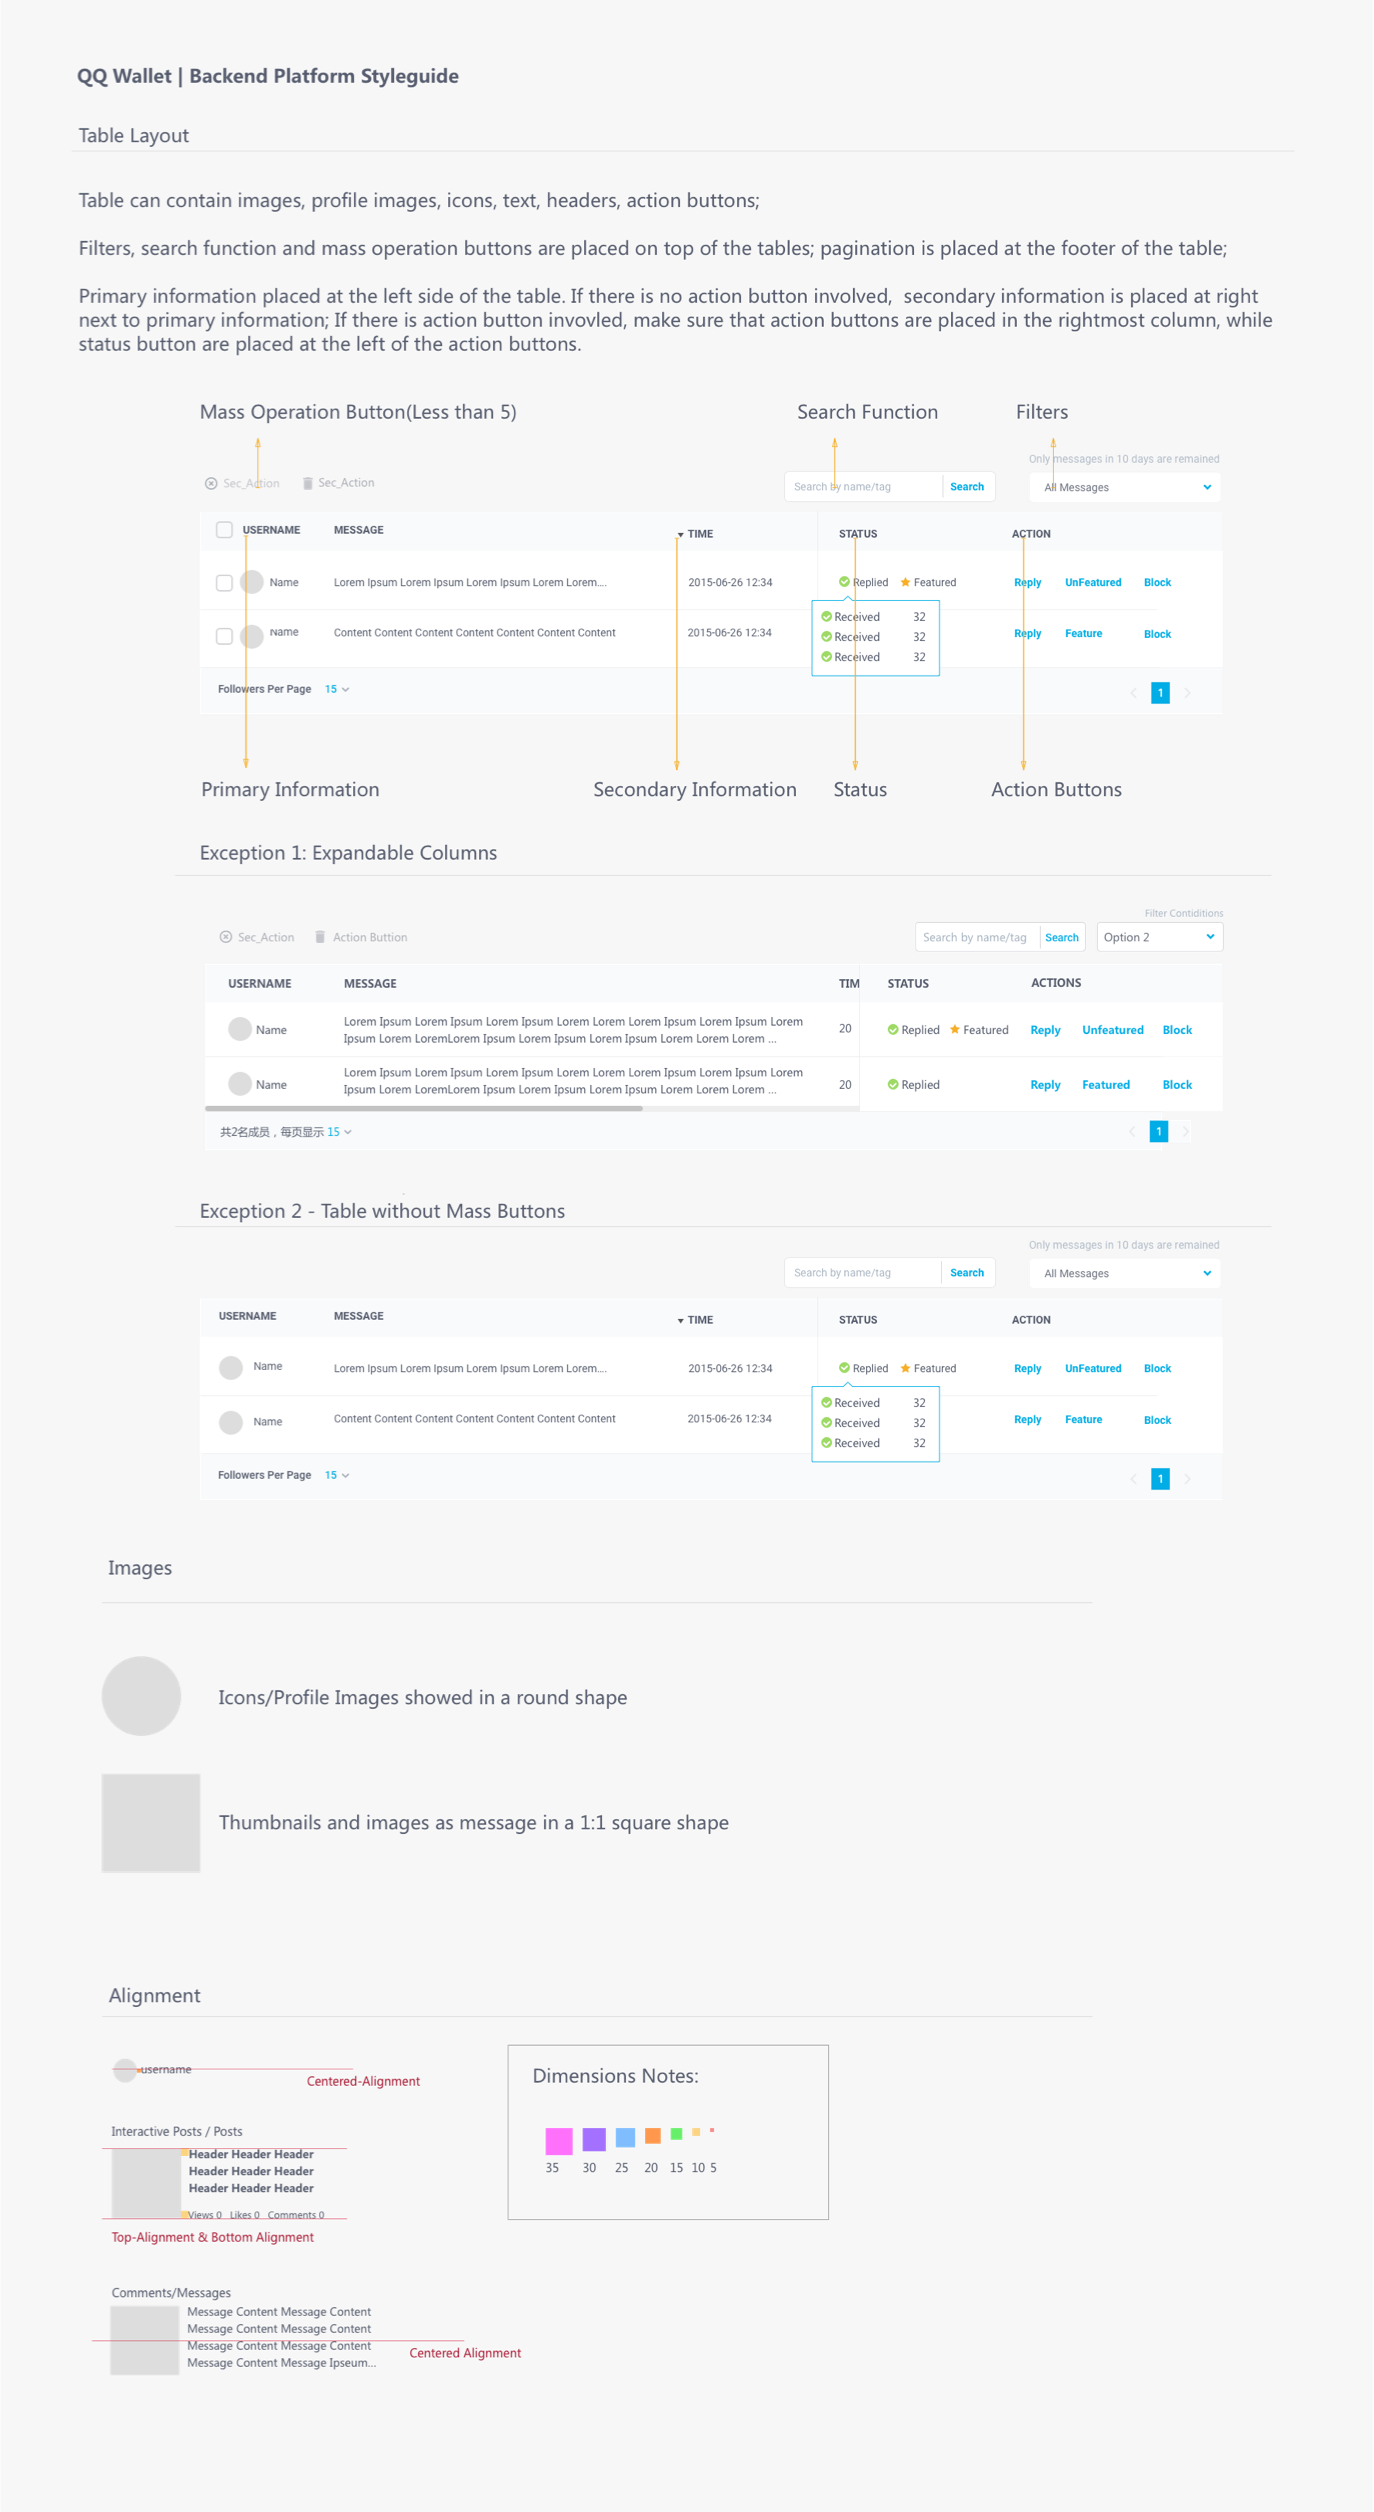 QQ Wallet | Backend Platform Styleguide
Table Layout
Table can contain images, profile images, icons, text, headers, action buttons;
Filters, search function and mass operation buttons are placed on top of the tables; pagination is placed at the footer of the table;
Primary information placed at the left side of the table. If there is no action button involved,  secondary information is placed at right
next to primary information; If there is action button invovled, make sure that action buttons are placed in the rightmost column, while
status button are placed at the left of the action buttons.
Mass Operation Button(Less than 5) Search Function Filters
Only messages in 10 days are remained
Sec_Action Sec_Action Search by name/tag Search All Messages
USERNAME MESSAGE TIME STATUS ACTION
Name Lorem Ipsum Lorem Ipsum Lorem Ipsum Lorem Lorem.... 2015-06-26 12:34 Replied Featured Reply UnFeatured Block
Received 32
Name Content Content Content Content Content Content Content 2015-06-26 12:34 Received 32 Reply Feature Block
Received 32
Followers Per Page 15 1
Primary Information Secondary Information Status Action Buttons
Exception 1: Expandable Columns
Filter Contiditions
Sec_Action Action Buttion Search by name/tag Search Option 2
USERNAME MESSAGE TIM STATUS ACTIONS
Name Lorem Ipsum Lorem Ipsum Lorem Ipsum Lorem Lorem Lorem Ipsum Lorem Ipsum Lorem 20 Replied Featured Reply Unfeatured Block
Ipsum Lorem LoremLorem Ipsum Lorem Ipsum Lorem Ipsum Lorem Lorem Lorem ...
Name Lorem Ipsum Lorem Ipsum Lorem Ipsum Lorem Lorem Lorem Ipsum Lorem Ipsum Lorem 20 Replied Reply Featured Block
Ipsum Lorem LoremLorem Ipsum Lorem Ipsum Lorem Ipsum Lorem Lorem Lorem ...
共2名成员，每页显示 15 1
Exception 2 - Table without Mass Buttons
Only messages in 10 days are remained
Search by name/tag Search All Messages
USERNAME MESSAGE TIME STATUS ACTION
Name Lorem Ipsum Lorem Ipsum Lorem Ipsum Lorem Lorem.... 2015-06-26 12:34 Replied Featured Reply UnFeatured Block
Received 32
Name Content Content Content Content Content Content Content 2015-06-26 12:34 Received 32 Reply Feature Block
Received 32
Followers Per Page 15 1
Images
Icons/Profile Images showed in a round shape
Thumbnails and images as message in a 1:1 square shape
Alignment
username
Centered-Alignment
Interactive Posts / Posts
Header Header Header
Header Header Header
Header Header Header
Views 0 Likes 0 Comments 0
Top-Alignment & Bottom Alignment
Dimensions Notes:
35 30 25 20 15 10 5
Comments/Messages
Message Content Message Content
Message Content Message Content
Message Content Message Content
Message Content Message Ipseum...
Centered Alignment